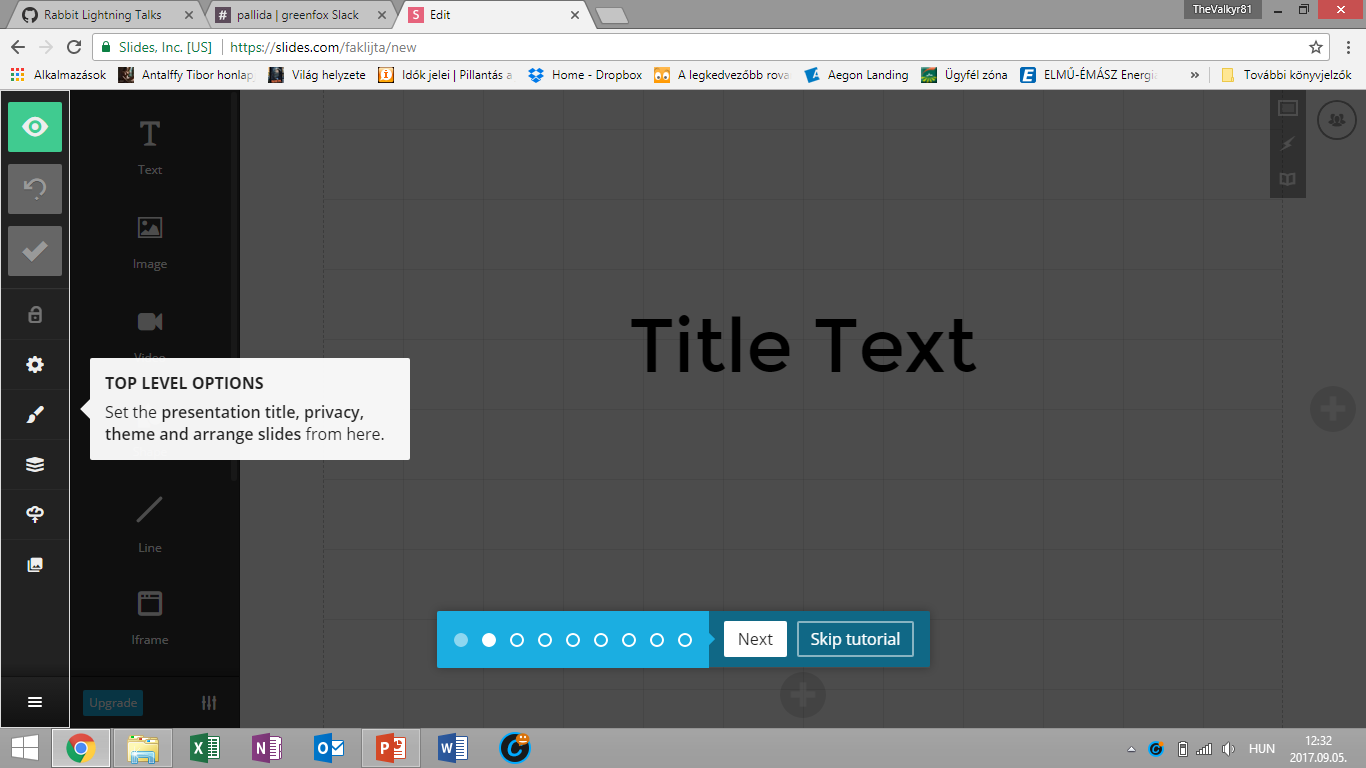 Rabbit Lightning Talks
pallida | greenfox Slack
Edit
TheValkyr81
Slides, Inc. [US]
https://slides.com/faklijta/new
Alkalmazások
Antalffy Tibor honlap
Világ helyzete
Idők jelei | Pillantás a
Home - Dropbox
A legkedvezőbb rova
Aegon Landing
Ügyfél zóna
ELMŰ-ÉMÁSZ Energia
»
További könyvjelzők
Text
Image
Video
TOP LEVEL OPTIONS
Set the presentation title, privacy,
theme and arrange slides from here.
Title Text
Line
Iframe
Next
Skip tutorial
Upgrade
HUN
12:32
2017.09.05.